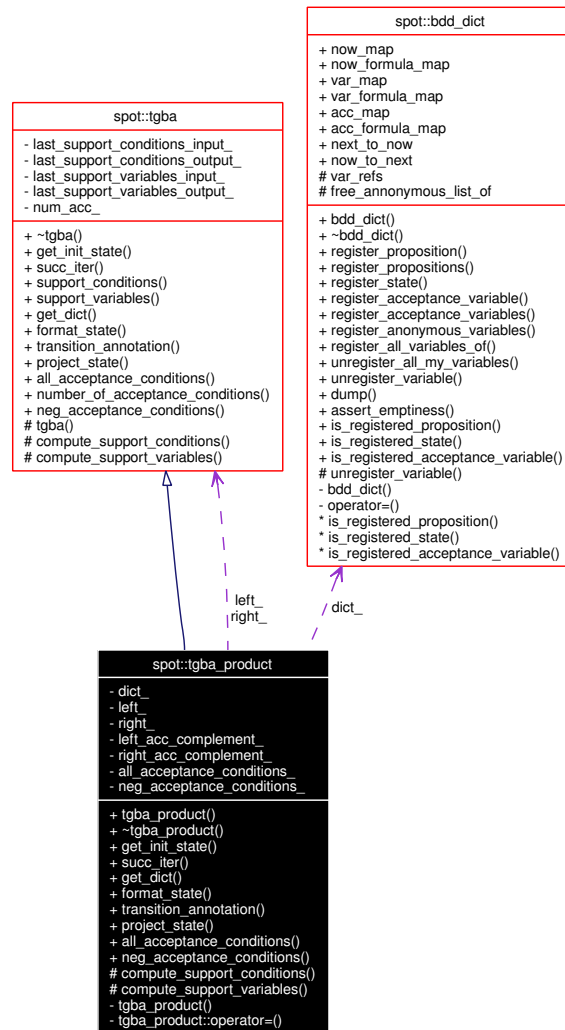 spot::bdd_dict
+ now_map
+ now_formula_map
+ var_map
+ var_formula_map
+ acc_map
+ acc_formula_map
+ next_to_now
+ now_to_next
# var_refs
# free_annonymous_list_of
+ bdd_dict()
+ ~bdd_dict()
+ register_proposition()
+ register_propositions()
+ register_state()
+ register_acceptance_variable()
+ register_acceptance_variables()
+ register_anonymous_variables()
+ register_all_variables_of()
+ unregister_all_my_variables()
+ unregister_variable()
+ dump()
+ assert_emptiness()
+ is_registered_proposition()
+ is_registered_state()
+ is_registered_acceptance_variable()
# unregister_variable()
- bdd_dict()
- operator=()
* is_registered_proposition()
* is_registered_state()
* is_registered_acceptance_variable()
spot::tgba
- last_support_conditions_input_
- last_support_conditions_output_
- last_support_variables_input_
- last_support_variables_output_
- num_acc_
+ ~tgba()
+ get_init_state()
+ succ_iter()
+ support_conditions()
+ support_variables()
+ get_dict()
+ format_state()
+ transition_annotation()
+ project_state()
+ all_acceptance_conditions()
+ number_of_acceptance_conditions()
+ neg_acceptance_conditions()
# tgba()
# compute_support_conditions()
# compute_support_variables()
left_
right_
dict_
spot::tgba_product
- dict_
- left_
- right_
- left_acc_complement_
- right_acc_complement_
- all_acceptance_conditions_
- neg_acceptance_conditions_
+ tgba_product()
+ ~tgba_product()
+ get_init_state()
+ succ_iter()
+ get_dict()
+ format_state()
+ transition_annotation()
+ project_state()
+ all_acceptance_conditions()
+ neg_acceptance_conditions()
# compute_support_conditions()
# compute_support_variables()
- tgba_product()
- tgba_product::operator=()